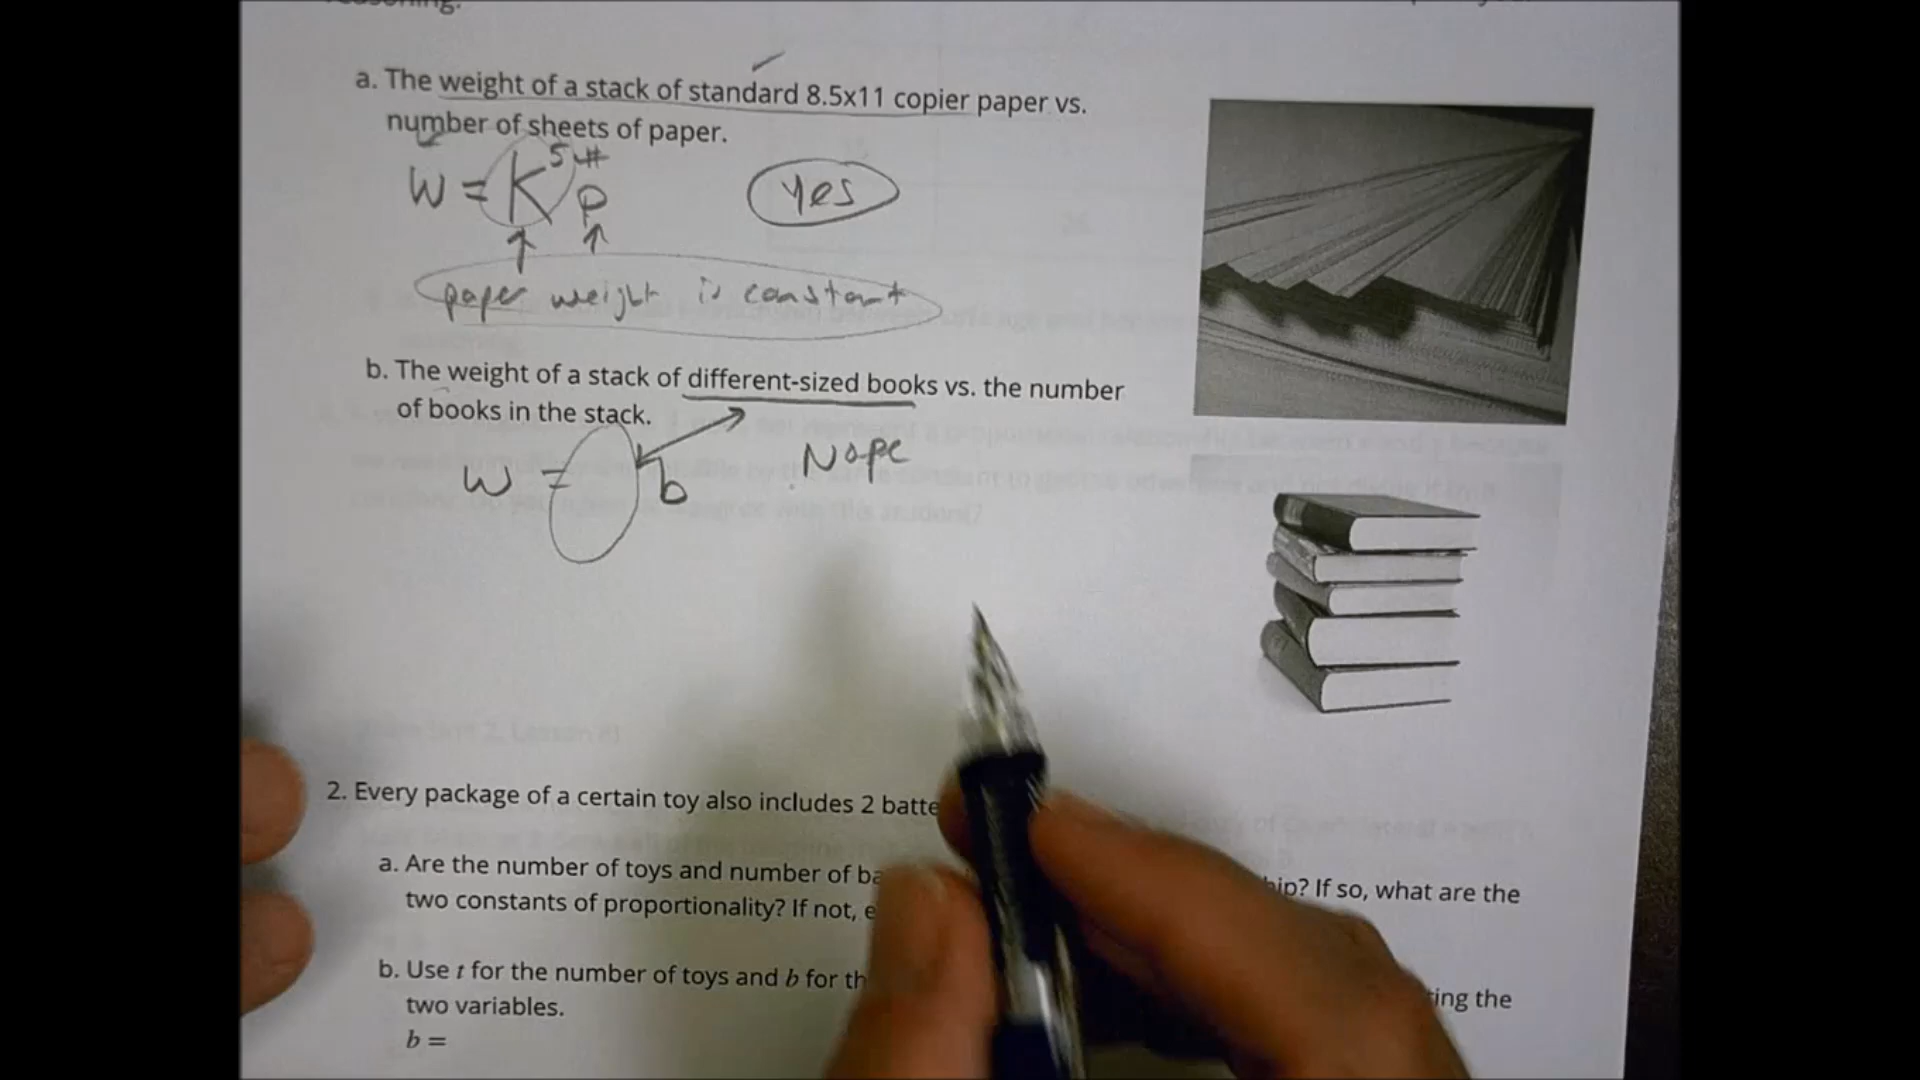 a. The weight of a stack of standard 8.5x11 copier paper vs.
number of sheets of paper.
5#
W = K P
yes
paper weight is constant
b. The weight of a stack of different-sized books vs. the number
of books in the stack.
Nope
w = b
2. Every package of a certain toy also includes 2 batte
a. Are the number of toys and number of ba
? If so, what are the
two constants of proportionality? If not, e
b. Use t for the number of toys and b for th
ting the
two variables.
b =